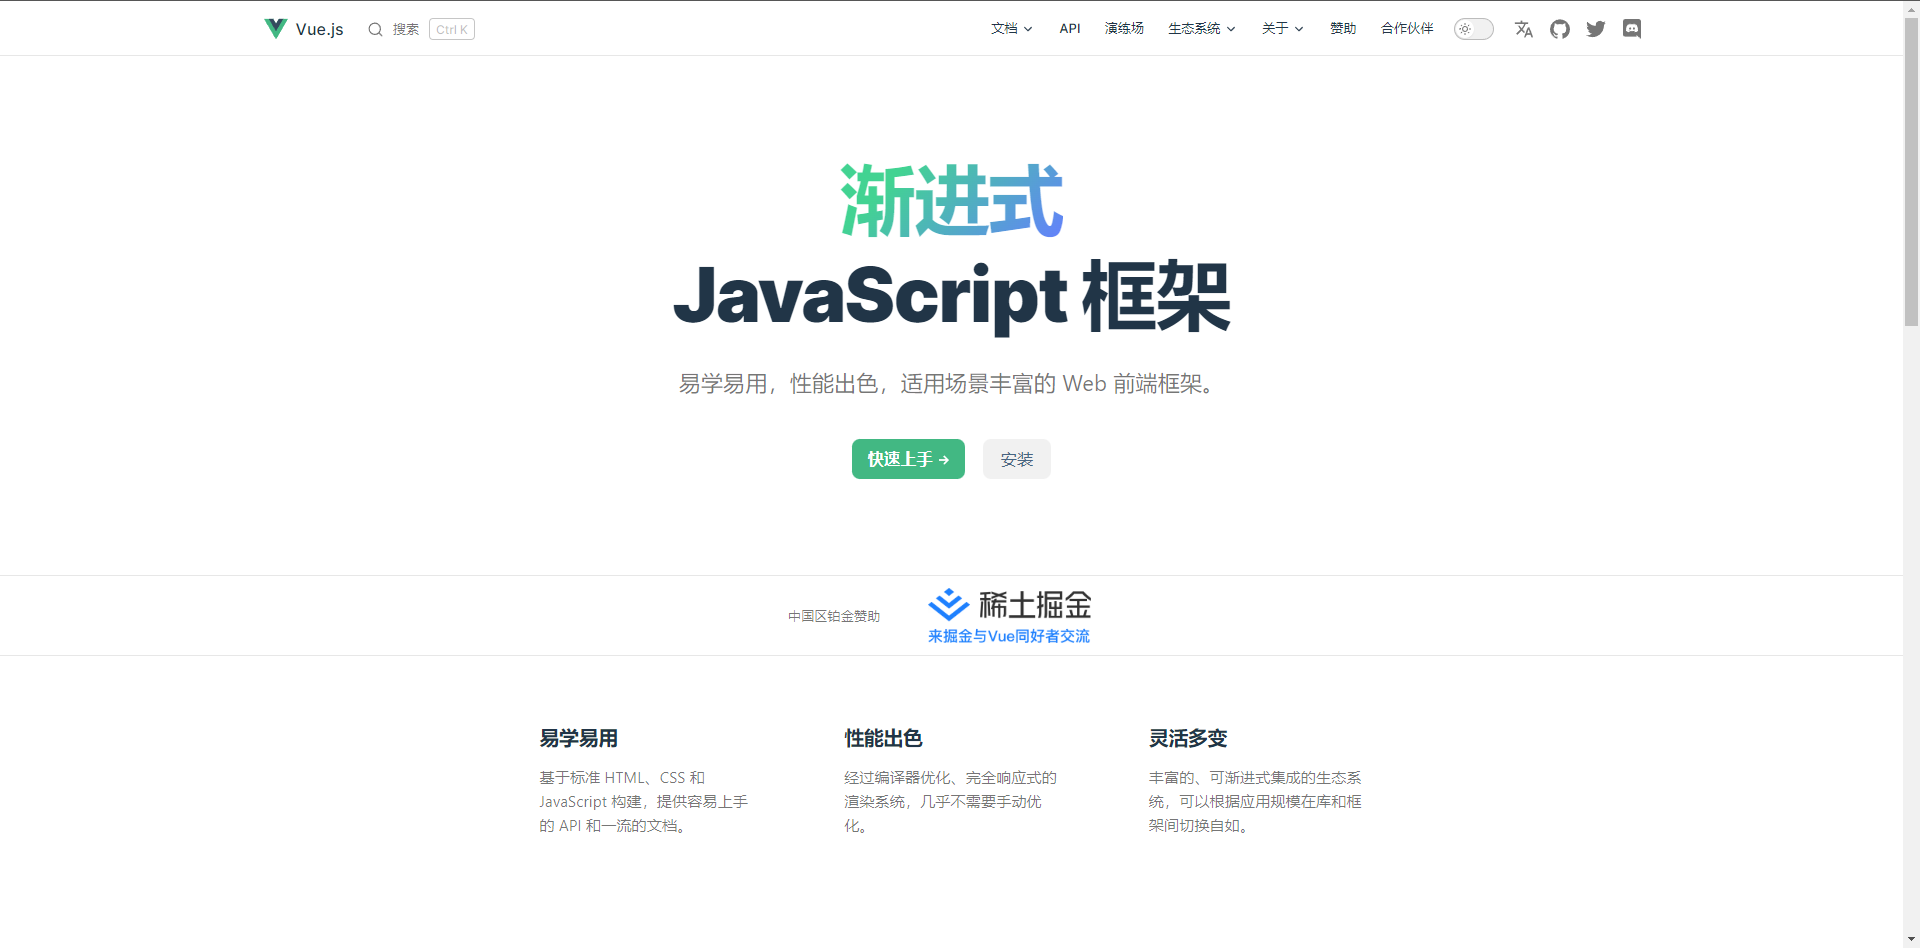 Vue.js 搜索 Ctrl K 文档 API 演练场 生态系统 关于 赞助 合作伙伴
渐进式
JavaScript 框架
易学易用，性能出色，适用场景丰富的 Web 前端框架。
快速上手 → 安装
中国区铂金赞助
稀土掘金
来掘金与Vue同好者交流
易学易用
基于标准 HTML、CSS 和
JavaScript 构建，提供容易上手
的 API 和一流的文档。
性能出色
经过编译器优化、完全响应式的
渲染系统，几乎不需要手动优
化。
灵活多变
丰富的、可渐进式集成的生态系
统，可以根据应用规模在库和框
架间切换自如。